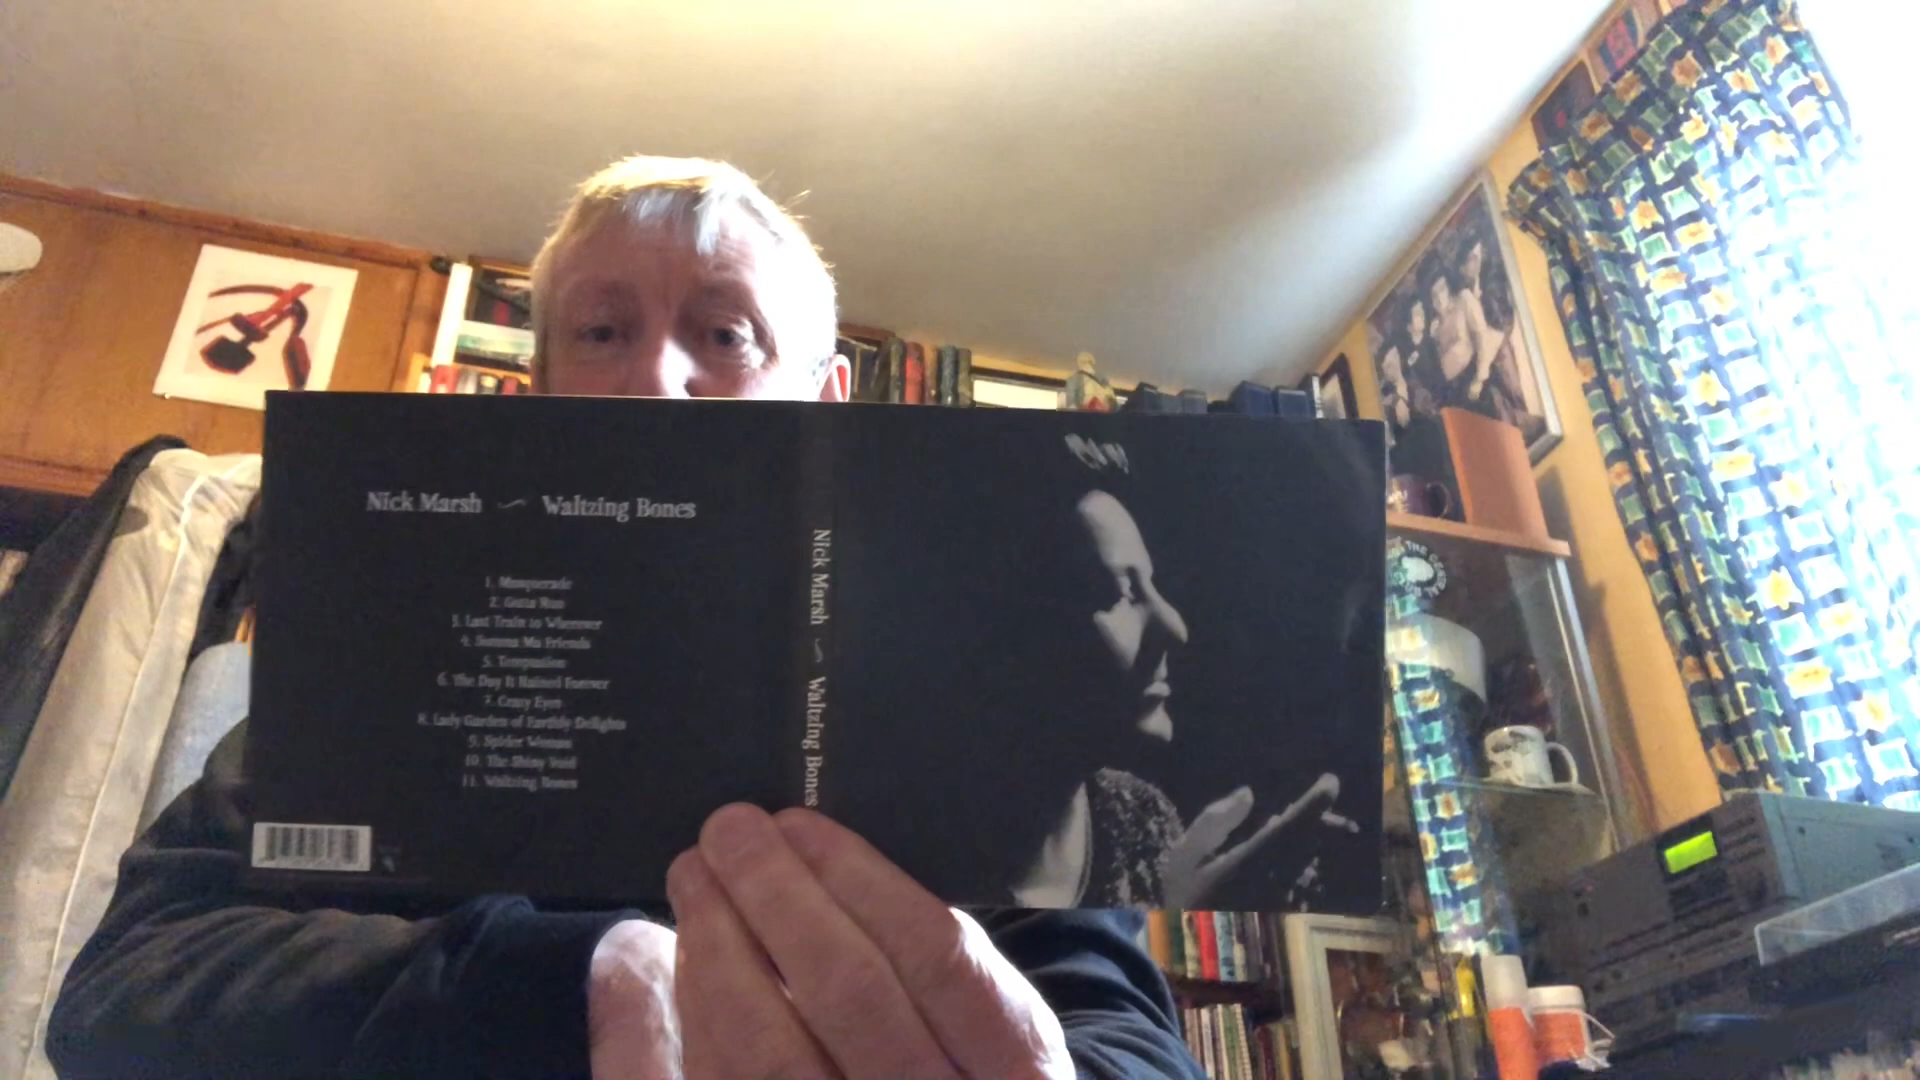 Nick Marsh ~ Waltzing Bones
1. Masquerade
2. Gotta Run
3. Last Train to Wherever
4. Summa Ma Friends
5. Temptation
6. The Day It Rained Forever
7. Crazy Eyes
8. Lady Garden of Earthly Delights
9. Spider Woman
10. The Shiny Void
11. Waltzing Bones
Nick Marsh ~ Waltzing Bones